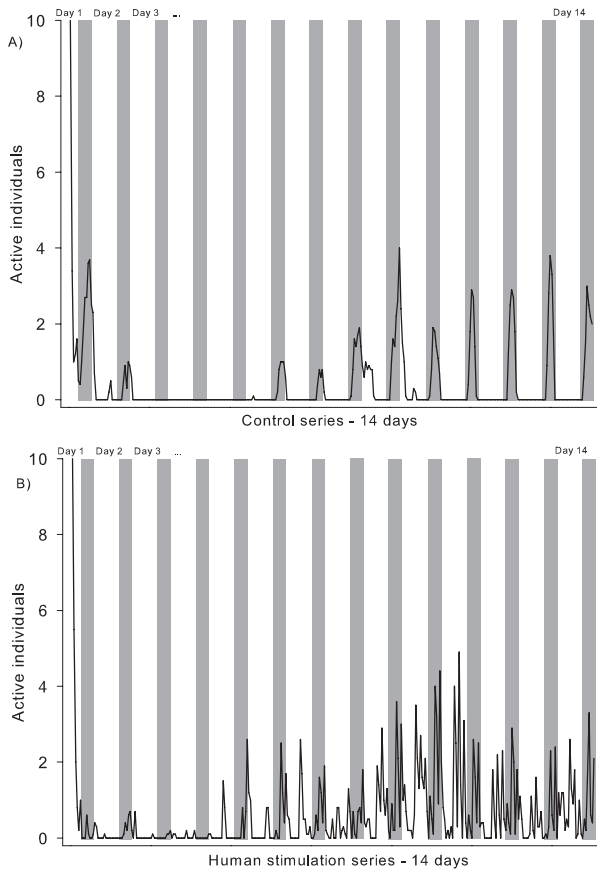 Day 1 Day 2 Day 3 ... Day 14
A)
10
8
6
4
2
0
Active individuals
Control series - 14 days
Day 1 Day 2 Day 3 ... Day 14
B)
10
8
6
4
2
0
Active individuals
Human stimulation series - 14 days